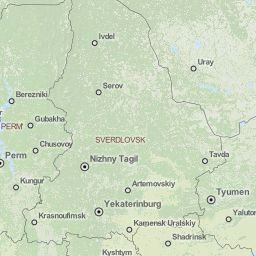 Ivdel
Uray
Serov
Berezniki
Gubakha
PERM
SVERDLOVSK
Chusovoy
Perm
Nizhny Tagil
Tavda
Kungur
Artemovskiy
Tyumen
Yekaterinburg
Krasnoufimsk
Yalutor
Kamensk Uralskiy
Shadrinsk
Kyshtym